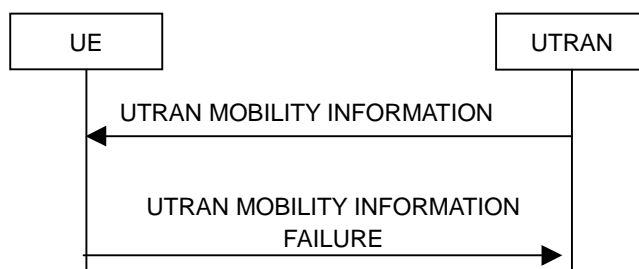 UE
UTRAN
UTRAN MOBILITY INFORMATION
UTRAN MOBILITY INFORMATION
FAILURE